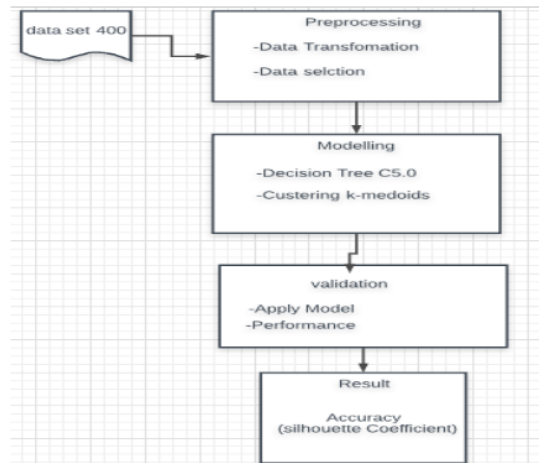 data set 400
Preprocessing
-Data Transfomation
-Data selction
Modelling
-Decision Tree C5.0
-Custering k-medoids
validation
-Apply Model
-Performance
Result
Accuracy
(silhouette Coefficient)